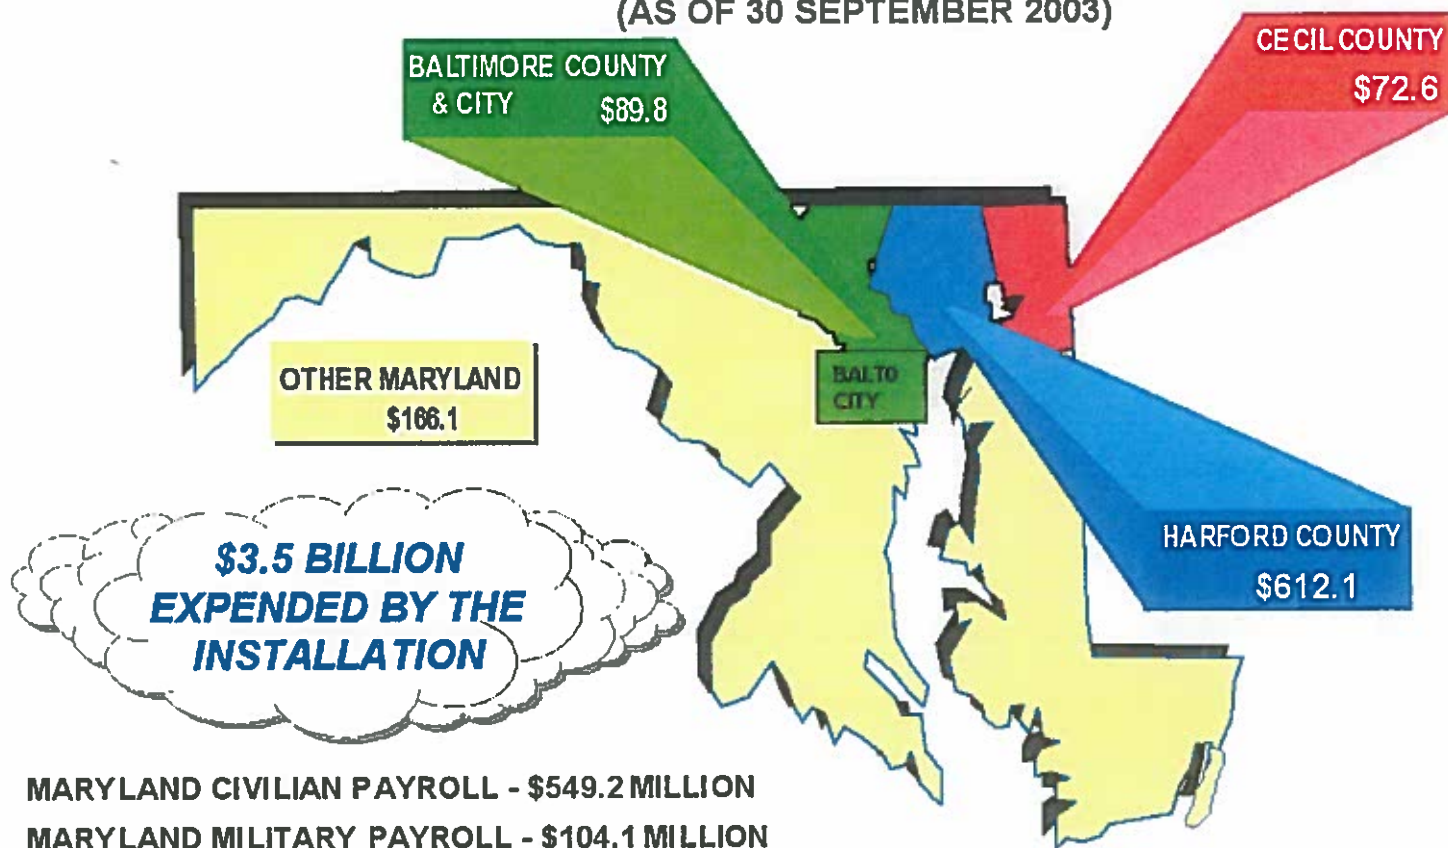 (AS OF 30 SEPTEMBER 2003)
BALTIMORE COUNTY
& CITY $89.8
CECIL COUNTY
$72.6
OTHER MARYLAND
$166.1
BALTO
CITY
HARFORD COUNTY
$612.1
$3.5 BILLION
EXPENDED BY THE
INSTALLATION
MARYLAND CIVILIAN PAYROLL - $549.2 MILLION
MARYLAND MILITARY PAYROLL - $104.1 MILLION